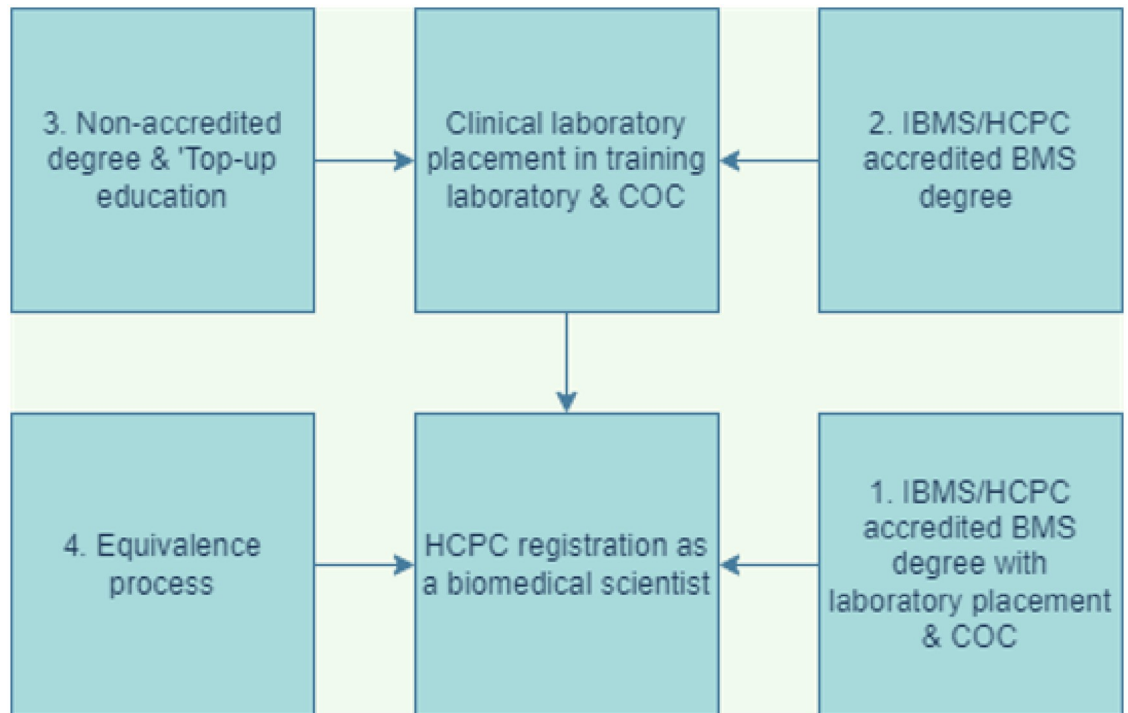 3. Non-accredited
degree & 'Top-up
education
Clinical laboratory
placement in training
laboratory & COC
2. IBMS/HCPC
accredited BMS
degree
4. Equivalence
process
HCPC registration as
a biomedical scientist
1. IBMS/HCPC
accredited BMS
degree with
laboratory placement
& COC